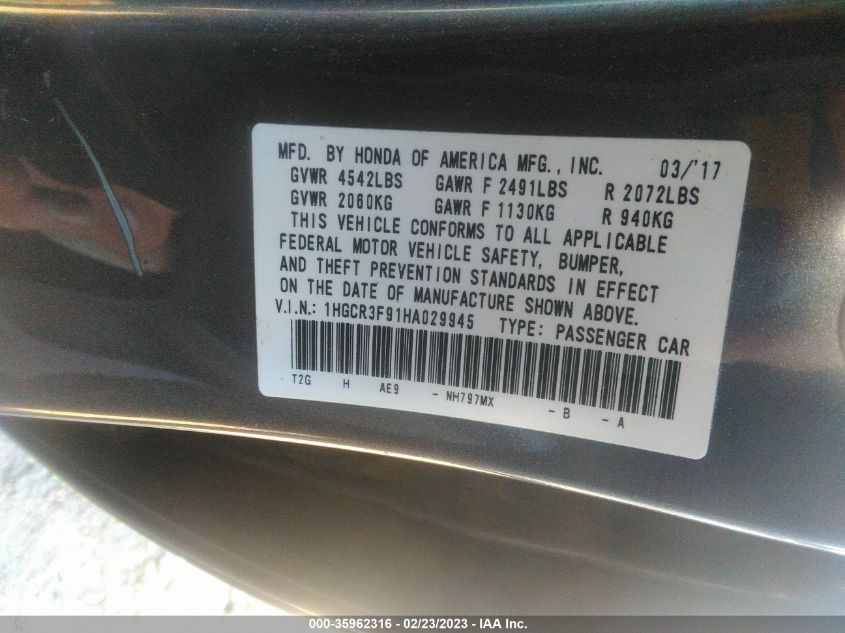 MFD. BY HONDA OF AMERICA MFG., INC. 03/'17
GVWR 4542LBS GAWR F 2491LBS R 2072LBS
GVWR 2060KG GAWR F 1130KG R 940KG
THIS VEHICLE CONFORMS TO ALL APPLICABLE
FEDERAL MOTOR VEHICLE SAFETY, BUMPER,
AND THEFT PREVENTION STANDARDS IN EFFECT
ON THE DATE OF MANUFACTURE SHOWN ABOVE.
V.I.N.: 1HGCR3F91HA029945 TYPE: PASSENGER CAR
T2G H AE9 - NH797MX - B - A
000-35962316 - 02/23/2023 - IAA Inc.